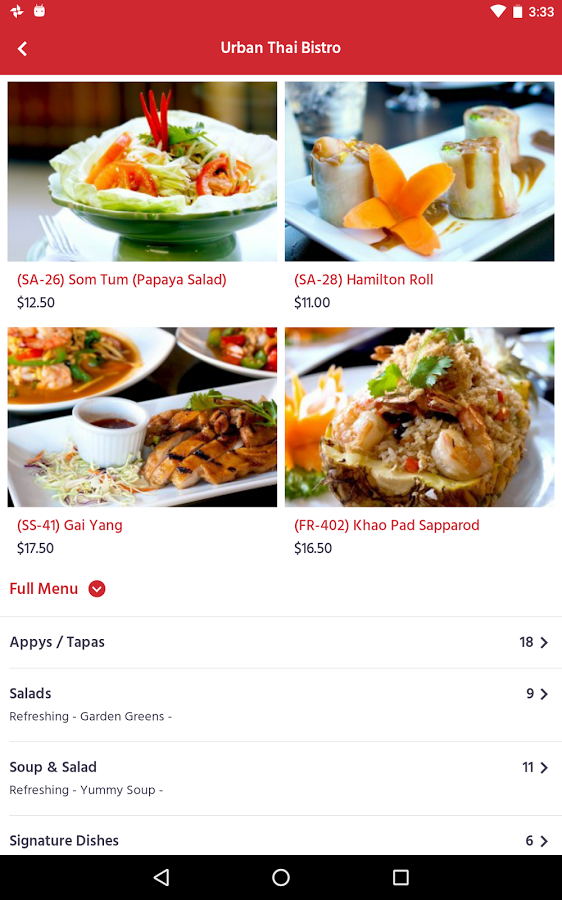 3:33
Urban Thai Bistro
(SA-26) Som Tum (Papaya Salad)
$12.50
(SA-28) Hamilton Roll
$11.00
(SS-41) Gai Yang
$17.50
(FR-402) Khao Pad Sapparod
$16.50
Full Menu
Appys / Tapas 18
Salads 9
Refreshing - Garden Greens -
Soup & Salad 11
Refreshing - Yummy Soup -
Signature Dishes 6